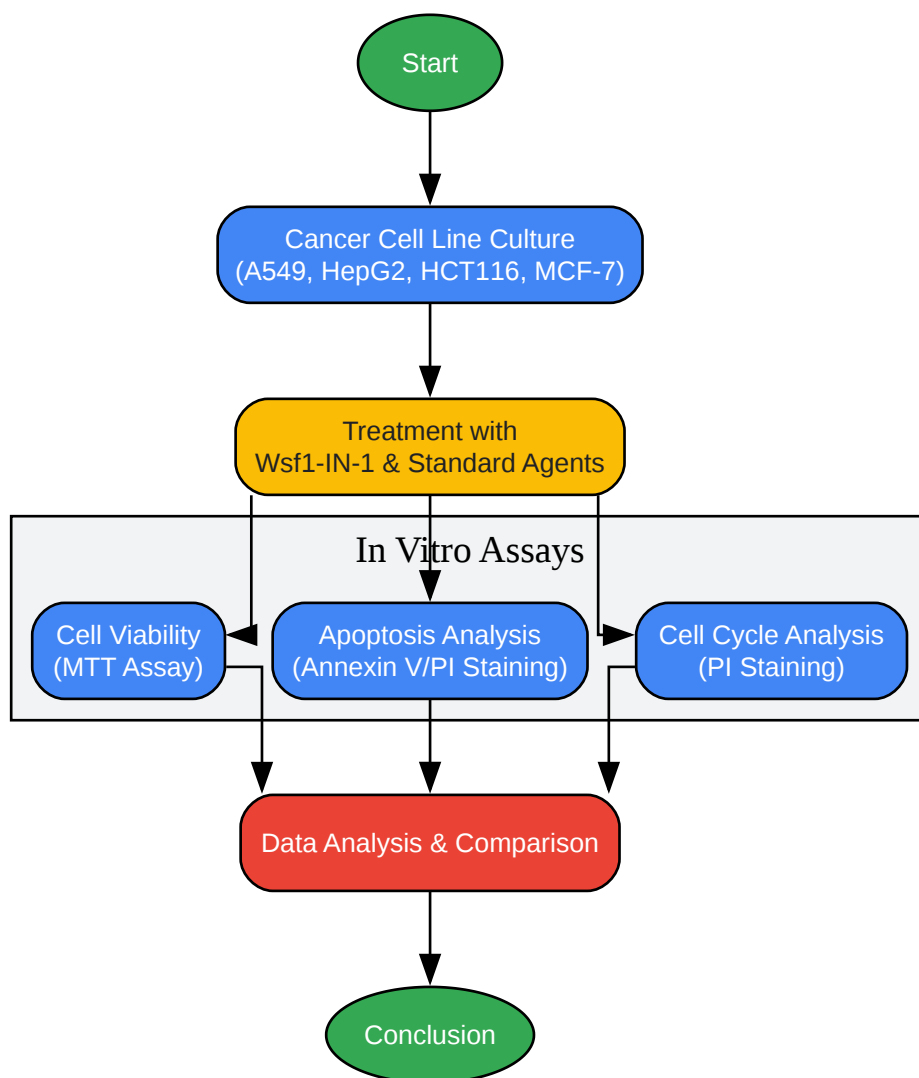 Start
Cancer Cell Line Culture
(A549, HepG2, HCT116, MCF-7)
Treatment with
Wsf1-IN-1 & Standard Agents
In Vitro Assays
Cell Viability
(MTT Assay)
Apoptosis Analysis
(Annexin V/PI Staining)
Cell Cycle Analysis
(PI Staining)
Data Analysis & Comparison
Conclusion